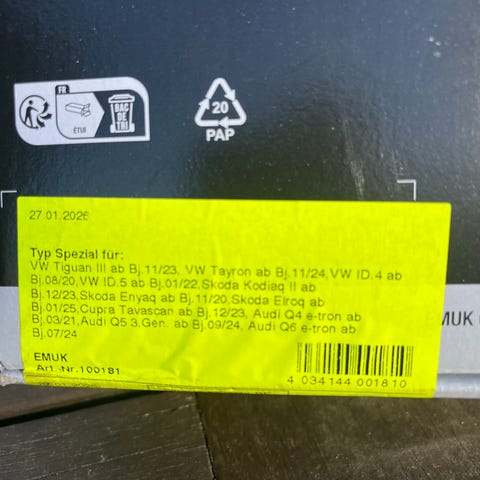 FR
ÉTUI
BAC
DE
TRI
20
PAP
27.01.2026
Typ Spezial für:
VW Tiguan III ab Bj.11/23, VW Tayron ab Bj.11/24,VW ID.4 ab
Bj.08/20,VW ID.5 ab Bj.01/22,Skoda Kodiaq II ab
Bj.12/23,Skoda Enyaq ab Bj.11/20,Skoda Elroq ab
Bj.01/25,Cupra Tavascan ab Bj.12/23, Audi Q4 e-tron ab
Bj.03/21,Audi Q5 3.Gen. ab Bj.09/24, Audi Q6 e-tron ab
Bj.07/24
MUK
EMUK
Art.-Nr.100181
4 034144 001810